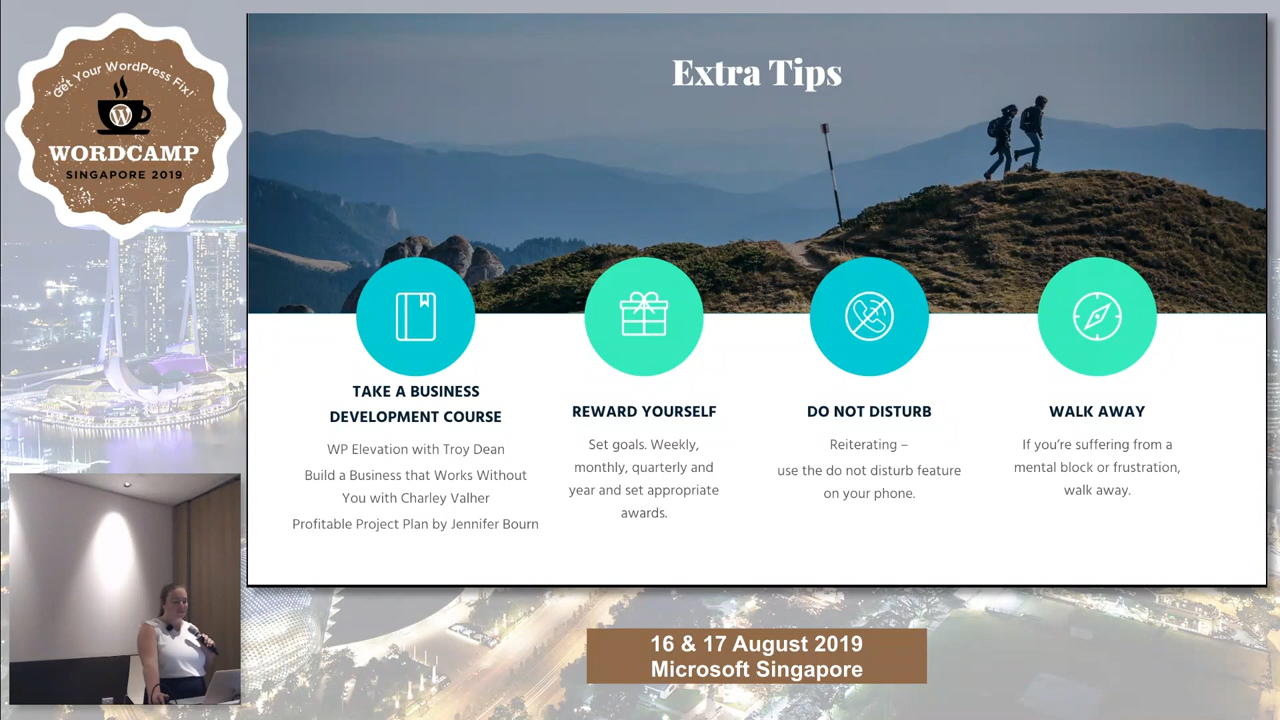 Get Your WordPress Fix!
W
WORDCAMP
SINGAPORE 2019
Extra Tips
TAKE A BUSINESS
DEVELOPMENT COURSE
WP Elevation with Troy Dean
Build a Business that Works Without
You with Charley Valher
Profitable Project Plan by Jennifer Bourn
REWARD YOURSELF
Set goals. Weekly,
monthly, quarterly and
year and set appropriate
awards.
DO NOT DISTURB
Reiterating –
use the do not disturb feature
on your phone.
WALK AWAY
If you’re suffering from a
mental block or frustration,
walk away.
16 & 17 August 2019
Microsoft Singapore